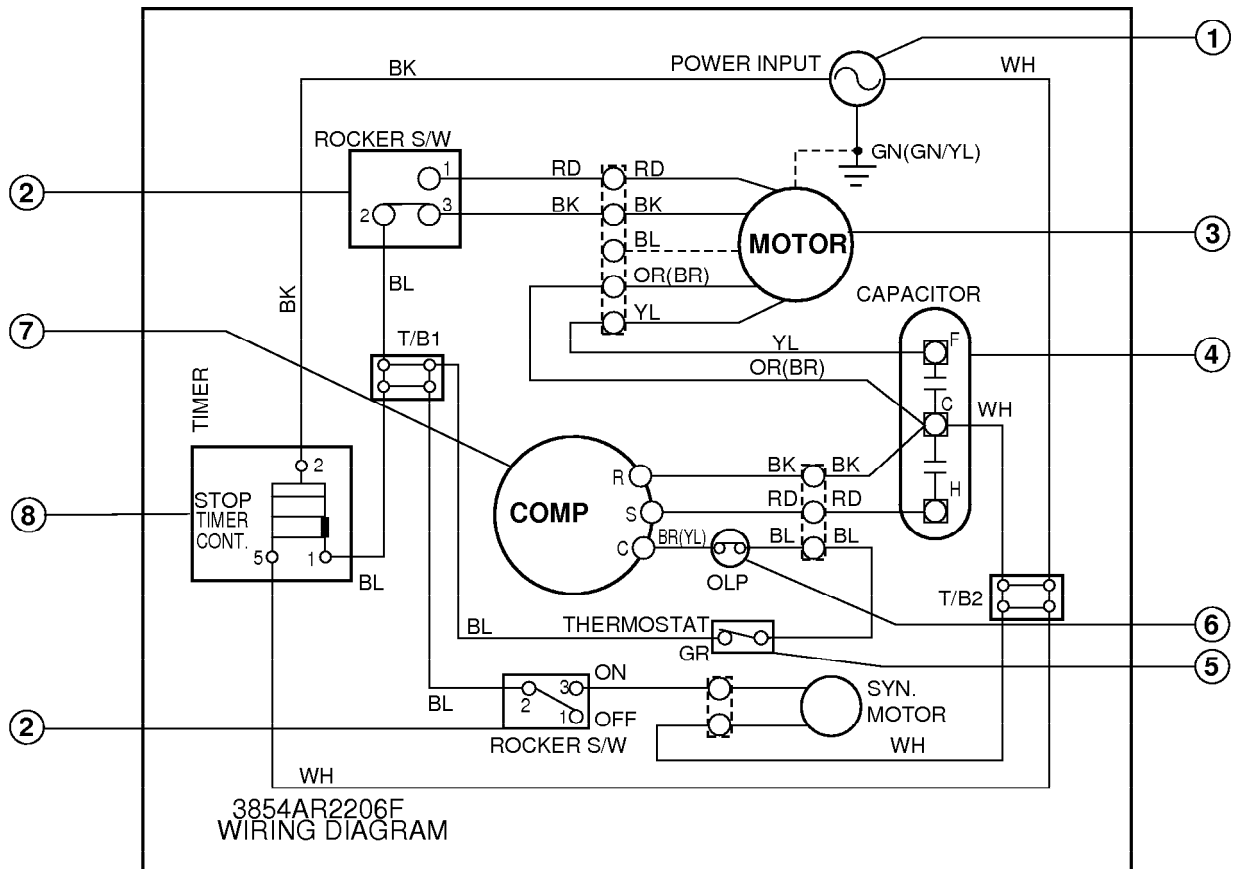 1
POWER INPUT
BK
WH
ROCKER S/W
GN(GN/YL)
1
RD
RD
2
2
3
BK
BK
MOTOR
3
BL
BL
OR(BR)
CAPACITOR
BK
YL
7
T/B1
YL
F
4
OR(BR)
TIMER
C
WH
2
R
BK
BK
H
STOP
TIMER
CONT.
8
COMP
S
RD
RD
5
1
BL
C
BR(YL)
BL
BL
OLP
T/B2
BL
THERMOSTAT
GR
6
5
ON
2
3
1
OFF
BL
SYN.
MOTOR
2
ROCKER S/W
WH
WH
3854AR2206F
WIRING DIAGRAM